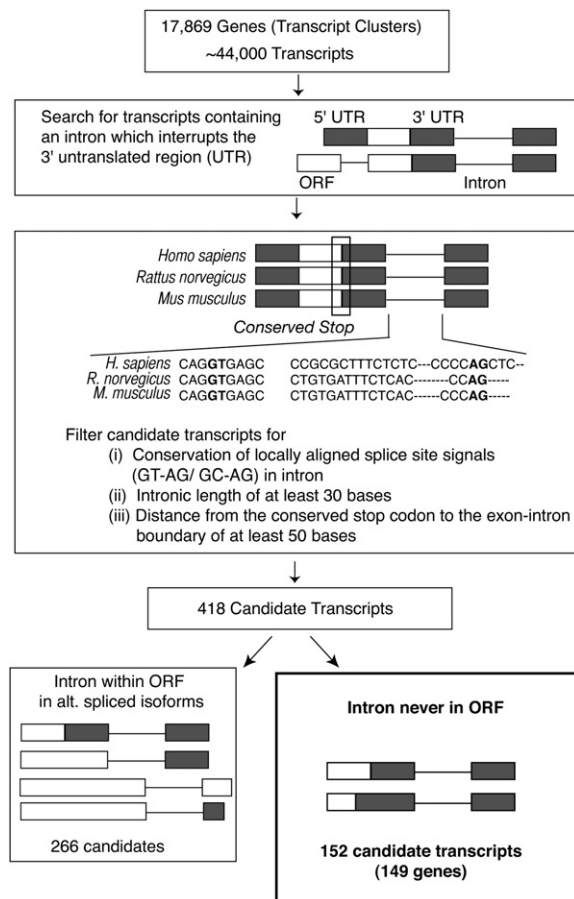 17,869 Genes (Transcript Clusters)
~44,000 Transcripts
Search for transcripts containing
an intron which interrupts the
3' untranslated region (UTR)
5' UTR 3' UTR
ORF Intron
Homo sapiens
Rattus norvegicus
Mus musculus
Conserved Stop
H. sapiens CAGGTGAGC CCGCGCTTTCTCTC---CCCCAGCTC--
R. norvegicus CAGGTGAGC CTGTGATTTCTCAC--------CCAG-----
M. musculus CAGGTGAGC CTGTGATTTCTCAC------CCCAG-----
Filter candidate transcripts for
(i) Conservation of locally aligned splice site signals
(GT-AG/ GC-AG) in intron
(ii) Intronic length of at least 30 bases
(iii) Distance from the conserved stop codon to the exon-intron
boundary of at least 50 bases
418 Candidate Transcripts
Intron within ORF
in alt. spliced isoforms
266 candidates
Intron never in ORF
152 candidate transcripts
(149 genes)